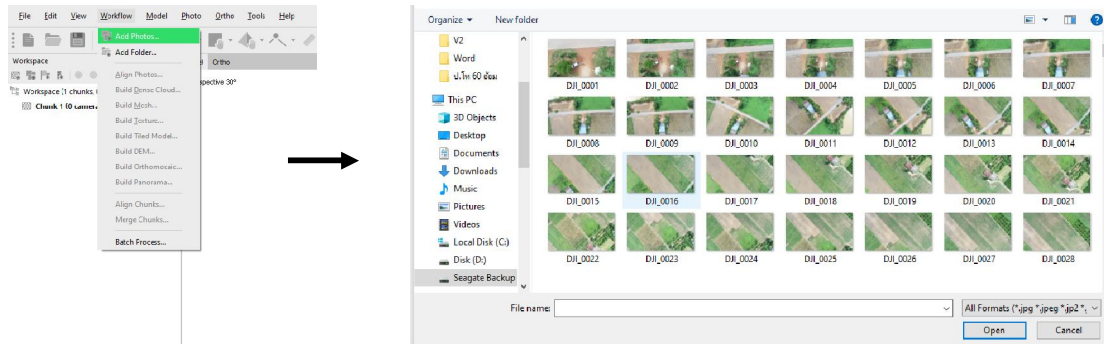 File Edit View Workflow Model Photo Ortho Tools Help
Add Photos...
Add Folder...
Workspace
Ortho
Align Photos...
spective 30°
Build Dense Cloud...
Workspace (1 chunks,
Build Mesh...
Chunk 1 (0 camera
Build Texture...
Build Tiled Model...
Build DEM...
Build Orthomosaic...
Build Panorama...
Align Chunks...
Merge Chunks...
Batch Process...
Organize New folder
V2
Word
ป.โท 60 ย้อม
This PC
3D Objects
Desktop
Documents
Downloads
Music
Pictures
Videos
Local Disk (C:)
Disk (D:)
Seagate Backup
DJI_0001 DJI_0002 DJI_0003 DJI_0004 DJI_0005 DJI_0006 DJI_0007
DJI_0008 DJI_0009 DJI_0010 DJI_0011 DJI_0012 DJI_0013 DJI_0014
DJI_0015 DJI_0016 DJI_0017 DJI_0018 DJI_0019 DJI_0020 DJI_0021
DJI_0022 DJI_0023 DJI_0024 DJI_0025 DJI_0026 DJI_0027 DJI_0028
File name: All Formats (*.jpg *.jpeg *.jp2 *.
Open Cancel